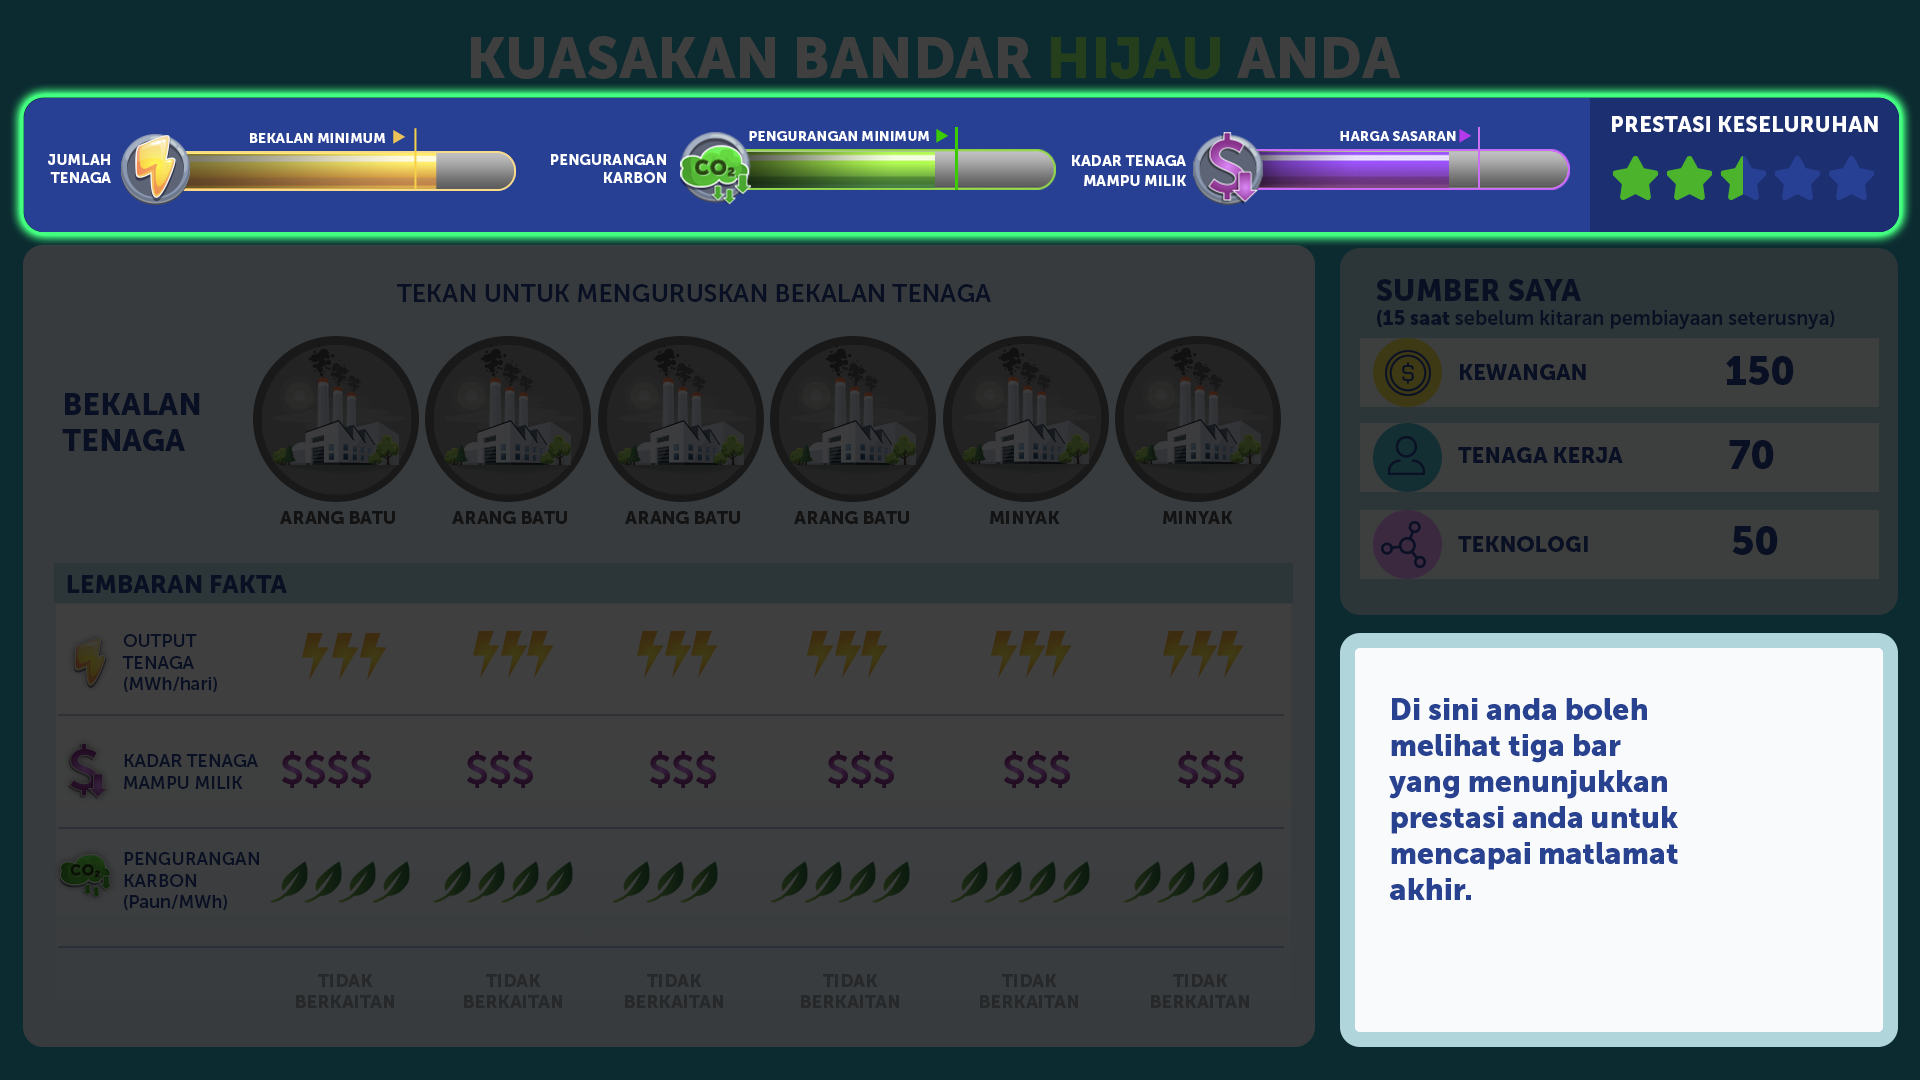 KUASAKAN BANDAR HIJAU ANDA
JUMLAH
TENAGA
BEKALAN MINIMUM
PENGURANGAN
KARBON
CO₂
PENGURANGAN MINIMUM
KADAR TENAGA
MAMPU MILIK
$
HARGA SASARAN
PRESTASI KESELURUHAN
TEKAN UNTUK MENGURUSKAN BEKALAN TENAGA
BEKALAN
TENAGA
ARANG BATU
ARANG BATU
ARANG BATU
ARANG BATU
MINYAK
MINYAK
LEMBARAN FAKTA
OUTPUT
TENAGA
(MWh/hari)
$
KADAR TENAGA
MAMPU MILIK
$$$$
$$$
$$$
$$$
$$$
$$$
CO₂
PENGURANGAN
KARBON
(Paun/MWh)
TIDAK
BERKAITAN
TIDAK
BERKAITAN
TIDAK
BERKAITAN
TIDAK
BERKAITAN
TIDAK
BERKAITAN
TIDAK
BERKAITAN
SUMBER SAYA
(15 saat sebelum kitaran pembiayaan seterusnya)
$
KEWANGAN 150
TENAGA KERJA 70
TEKNOLOGI 50
Di sini anda boleh
melihat tiga bar
yang menunjukkan
prestasi anda untuk
mencapai matlamat
akhir.